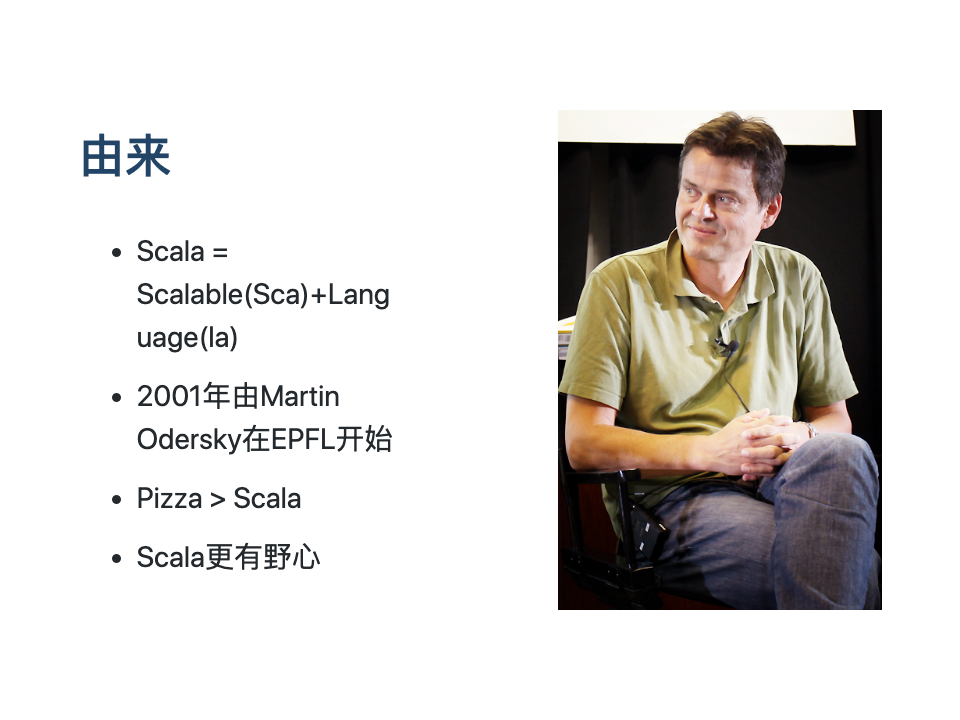 由来
Scala =
Scalable(Sca)+Lang
uage(la)
2001年由Martin
Odersky在EPFL开始
Pizza > Scala
Scala更有野心